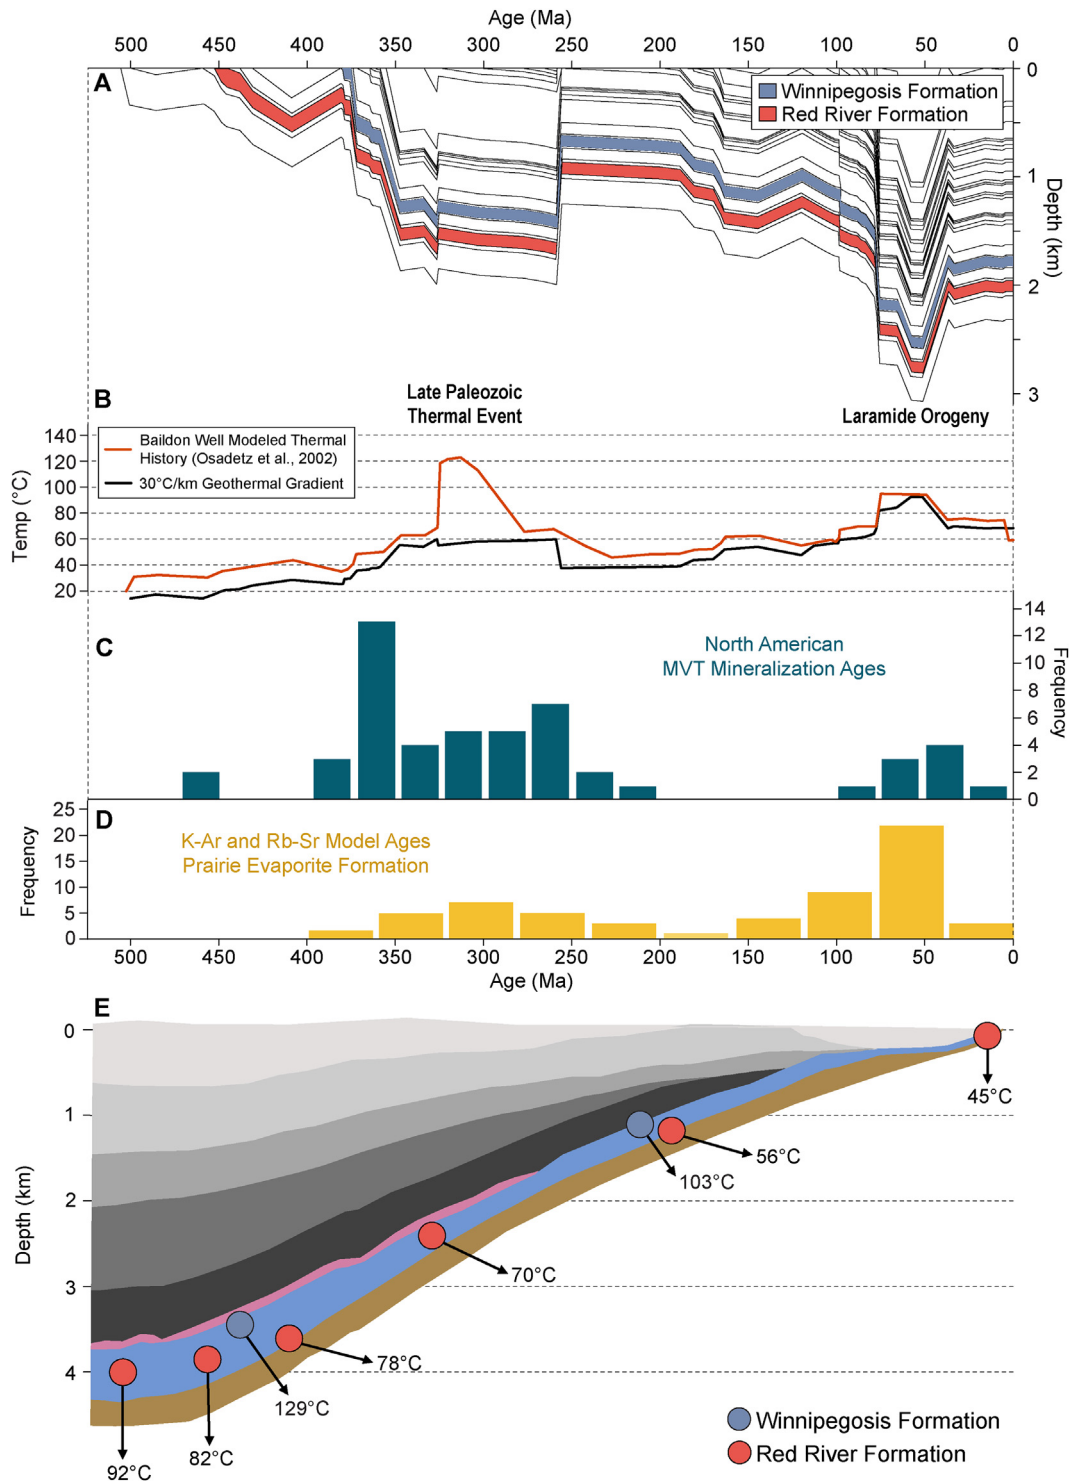 Age (Ma)
500 450 400 350 300 250 200 150 100 50 0
A
Winnipegosis Formation
Red River Formation
0
1
2
3
Depth (km)
B
Late Paleozoic
Thermal Event
Laramide Orogeny
Baildon Well Modeled Thermal
History (Osadetz et al., 2002)
30°C/km Geothermal Gradient
140
120
100
80
60
40
20
Temp (°C)
C
North American
MVT Mineralization Ages
14
12
10
8
6
4
2
0
Frequency
D
K-Ar and Rb-Sr Model Ages
Prairie Evaporite Formation
25
20
15
10
5
0
Frequency
500 450 400 350 300 250 200 150 100 50 0
Age (Ma)
E
0
1
2
3
4
Depth (km)
45°C
56°C
103°C
70°C
78°C
129°C
82°C
92°C
Winnipegosis Formation
Red River Formation